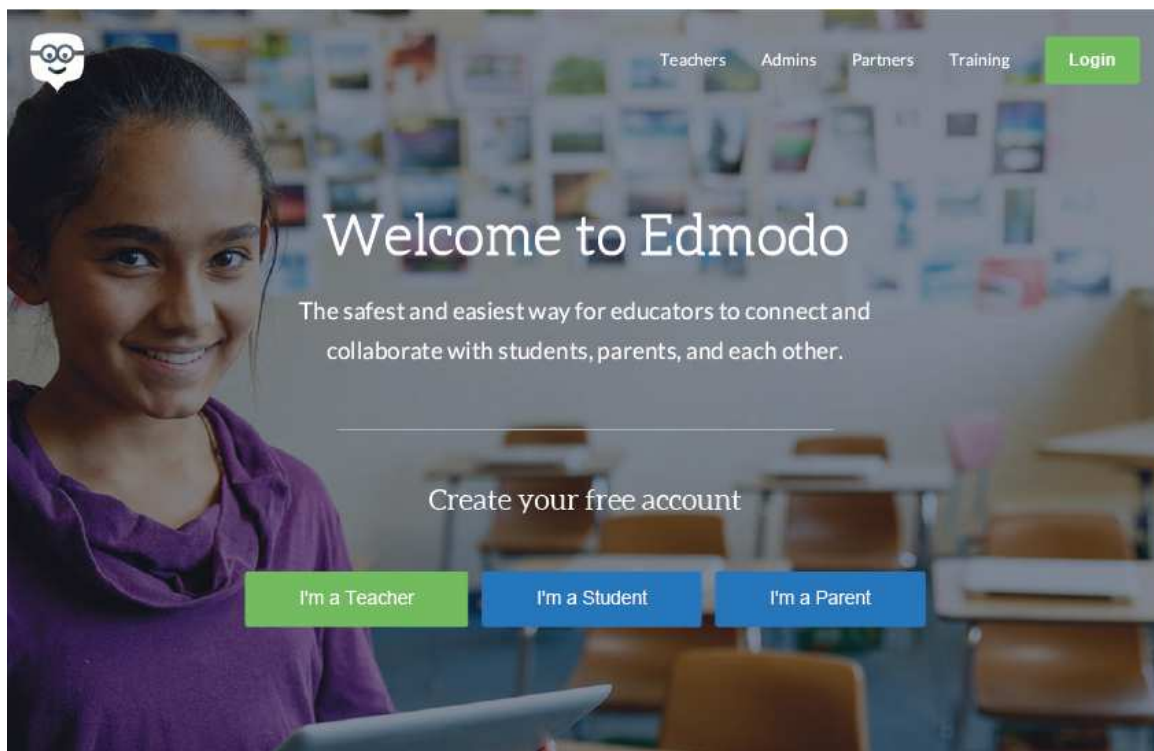 Teachers Admins Partners Training Login
Welcome to Edmodo
The safest and easiest way for educators to connect and
collaborate with students, parents, and each other.
Create your free account
I'm a Teacher I'm a Student I'm a Parent